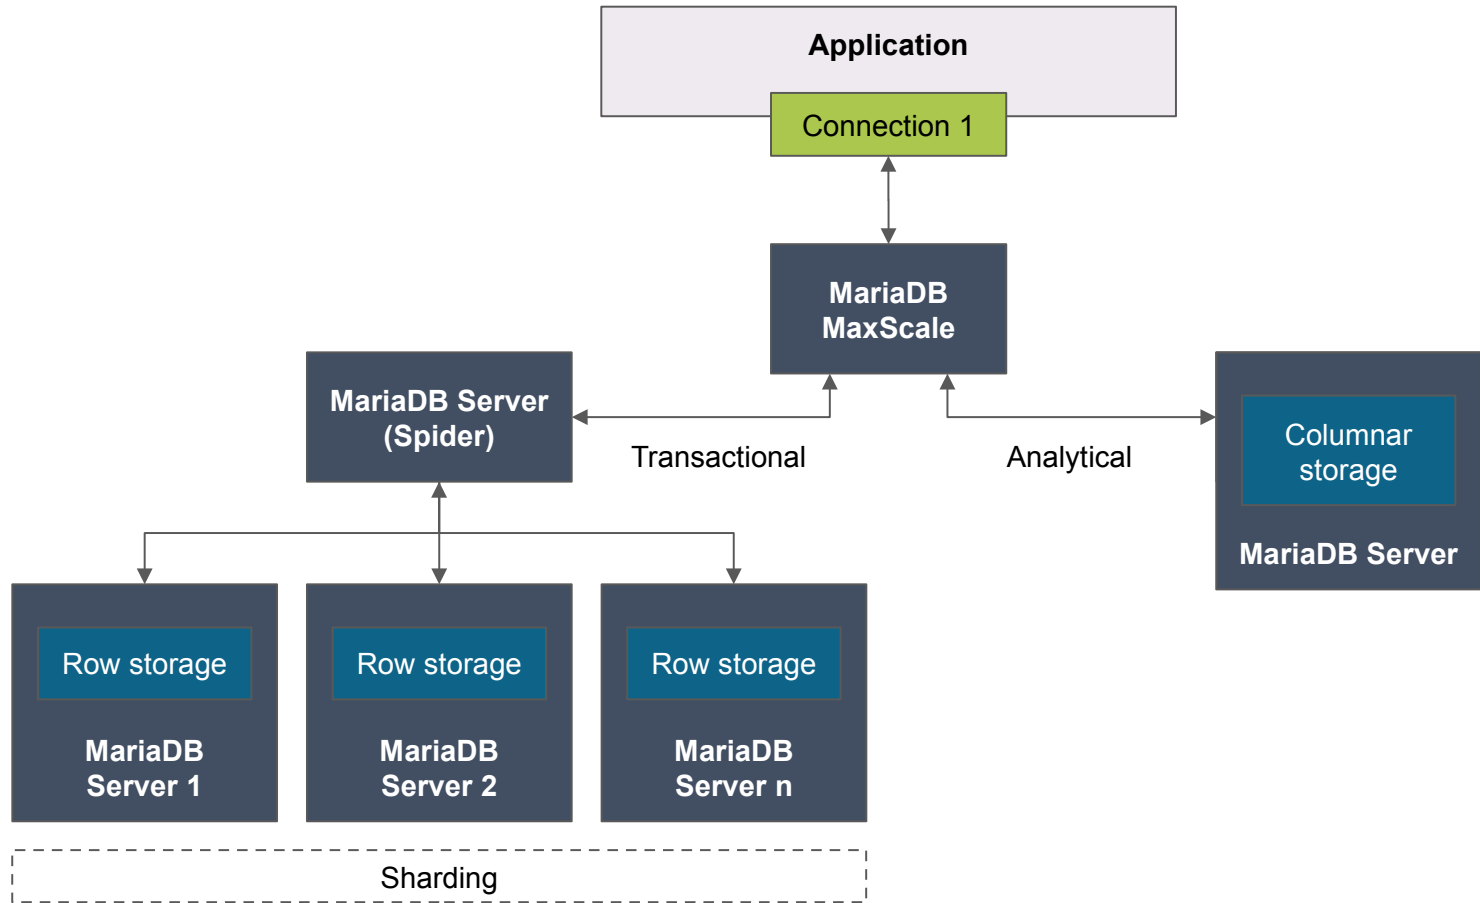 Application
Connection 1
MariaDB
MaxScale
MariaDB Server
(Spider)
Transactional
Analytical
Columnar
storage
MariaDB Server
Row storage
MariaDB
Server 1
Row storage
MariaDB
Server 2
Row storage
MariaDB
Server n
Sharding